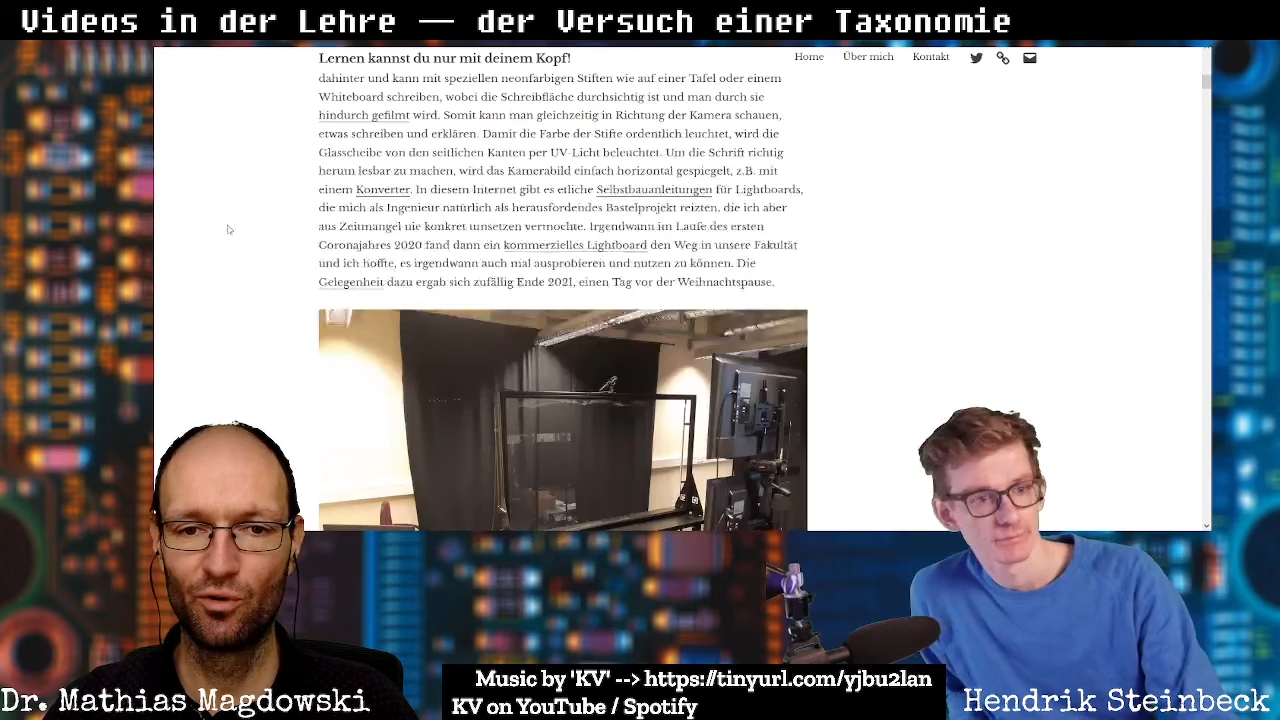 Videos in der Lehre — der Versuch einer Taxonomie
Lernen kannst du nur mit deinem Kopf!
Home Über mich Kontakt
dahinter und kann mit speziellen neonfarbigen Stiften wie auf einer Tafel oder einem
Whiteboard schreiben, wobei die Schreibfläche durchsichtig ist und man durch sie
hindurch gefilmt wird. Somit kann man gleichzeitig in Richtung der Kamera schauen,
etwas schreiben und erklären. Damit die Farbe der Stifte ordentlich leuchtet, wird die
Glasscheibe von den seitlichen Kanten per UV-Licht beleuchtet. Um die Schrift richtig
herum lesbar zu machen, wird das Kamerabild einfach horizontal gespiegelt, z.B. mit
einem Konverter. In diesem Internet gibt es etliche Selbstbauanleitungen für Lightboards,
die mich als Ingenieur natürlich als herausforderndes Bastelprojekt reizten, die ich aber
aus Zeitmangel nie konkret umsetzen vermochte. Irgendwann im Laufe des ersten
Coronajahres 2020 fand dann ein kommerzielles Lightboard den Weg in unsere Fakultät
und ich hoffte, es irgendwann auch mal ausprobieren und nutzen zu können. Die
Gelegenheit dazu ergab sich zufällig Ende 2021, einen Tag vor der Weihnachtspause.
Dr. Mathias Magdowski
Music by 'KV' --> https://tinyurl.com/yjbu2lan
KV on YouTube / Spotify
Hendrik Steinbeck